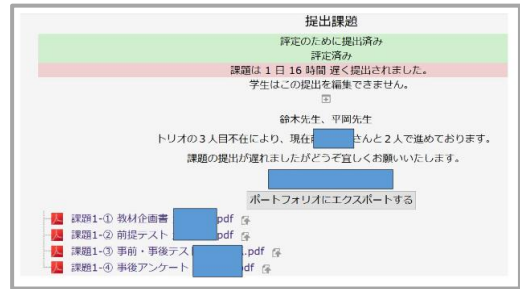 提出課題
評定のために提出済み
評定済み
課題は 1 日 16 時間 遅く提出されました。
学生はこの提出を編集できません。
鈴木先生、平岡先生
トリオの3人目不在により、現在 さんと2人で進めております。
課題の提出が遅れましたがどうぞ宜しくお願いいたします。
ポートフォリオにエクスポートする
課題1-① 教材企画書 pdf
課題1-② 前提テスト pdf
課題1-③ 事前・事後テス .pdf
課題1-④ 事後アンケート df